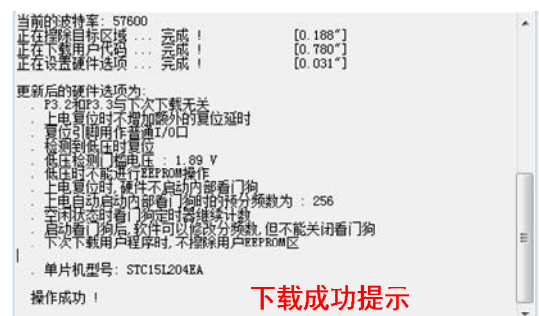 当前的波特率: 57600
正在擦除目标区域 ... 完成 !     [0.188"]
正在下载用户代码 ... 完成 !     [0.780"]
正在设置硬件选项 ... 完成 !     [0.031"]
更新后的硬件选项为:
. P3.2和P3.3与下次下载无关
. 上电复位时不增加额外的复位延时
. 复位引脚用作普通I/O口
. 检测到低压时复位
. 低压检测门槛电压 : 1.89 V
. 低压时不能进行EEPROM操作
. 上电复位时,硬件不启动内部看门狗
. 上电自动启动内部看门狗时的预分频数为 : 256
. 空闲状态时看门狗定时器继续计数
. 启动看门狗后,软件可以修改分频数,但不能关闭看门狗
. 下次下载用户程序时,不擦除用户EEPROM区
. 单片机型号: STC15L204EA
操作成功 !
下载成功提示